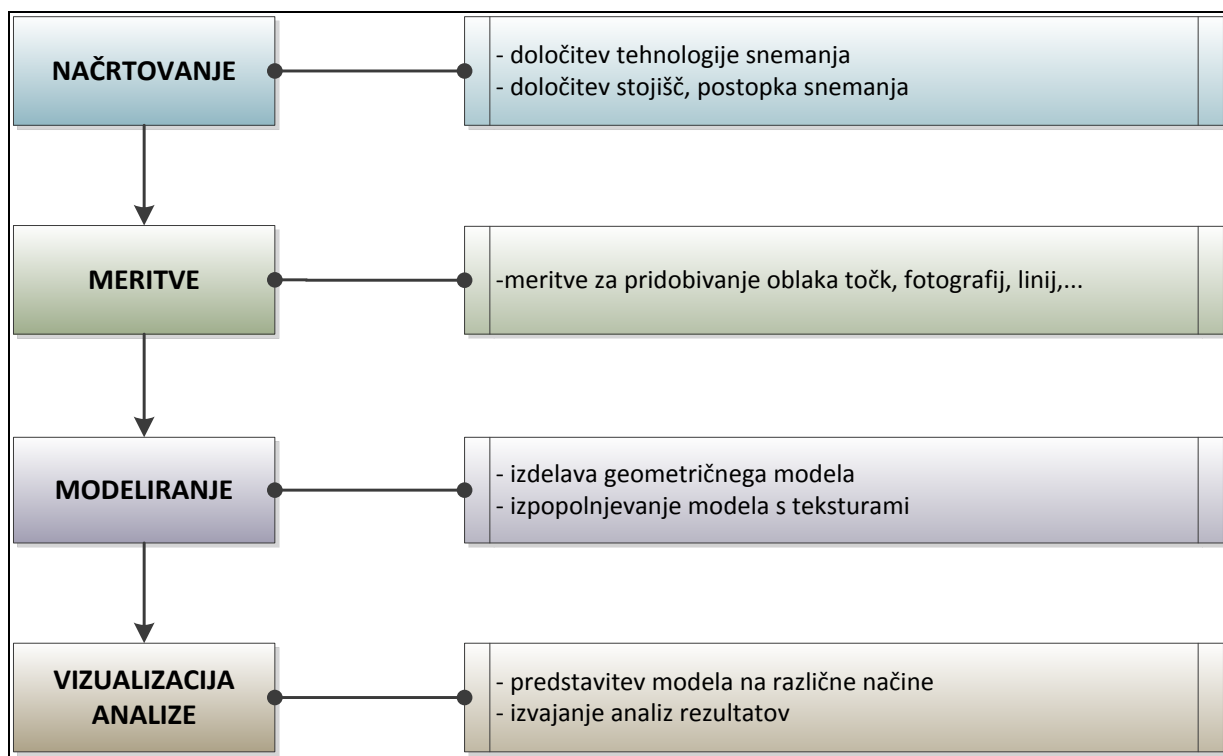 NAČRTOVANJE
- določitev tehnologije snemanja
- določitev stojišč, postopka snemanja
MERITVE
-meritve za pridobivanje oblaka točk, fotografij, linij,...
MODELIRANJE
- izdelava geometričnega modela
- izpopolnjevanje modela s teksturami
VIZUALIZACIJA
ANALIZE
- predstavitev modela na različne načine
- izvajanje analiz rezultatov